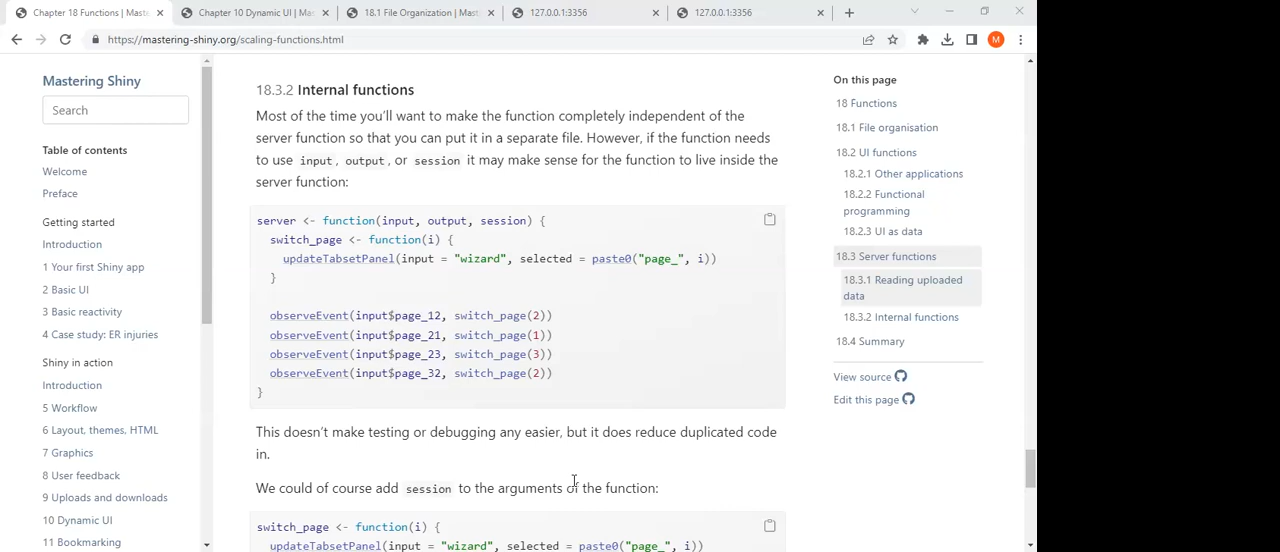 Chapter 18 Functions | Mast
Chapter 10 Dynamic UI | Master
18.1 File Organization | Master
127.0.0.1:3356
127.0.0.1:3356
https://mastering-shiny.org/scaling-functions.html
M
Mastering Shiny
Search
Table of contents
Welcome
Preface
Getting started
Introduction
1 Your first Shiny app
2 Basic UI
3 Basic reactivity
4 Case study: ER injuries
Shiny in action
Introduction
5 Workflow
6 Layout, themes, HTML
7 Graphics
8 User feedback
9 Uploads and downloads
10 Dynamic UI
11 Bookmarking
18.3.2 Internal functions
Most of the time you’ll want to make the function completely independent of the
server function so that you can put it in a separate file. However, if the function needs
to use input, output, or session it may make sense for the function to live inside the
server function:
server <- function(input, output, session) {
switch_page <- function(i) {
updateTabsetPanel(input = "wizard", selected = paste0("page_", i))
}
observeEvent(input$page_12, switch_page(2))
observeEvent(input$page_21, switch_page(1))
observeEvent(input$page_23, switch_page(3))
observeEvent(input$page_32, switch_page(2))
}
This doesn’t make testing or debugging any easier, but it does reduce duplicated code
in.
We could of course add session to the arguments of the function:
switch_page <- function(i) {
updateTabsetPanel(input = "wizard", selected = paste0("page_", i))
On this page
18 Functions
18.1 File organisation
18.2 UI functions
18.2.1 Other applications
18.2.2 Functional
programming
18.2.3 UI as data
18.3 Server functions
18.3.1 Reading uploaded
data
18.3.2 Internal functions
18.4 Summary
View source
Edit this page